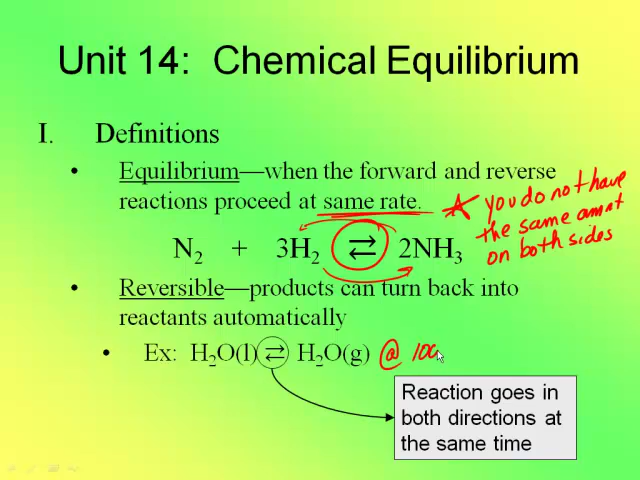 Unit 14: Chemical Equilibrium
I. Definitions
• Equilibrium—when the forward and reverse
reactions proceed at same rate.
you do not have
the same amnt
on both sides
N₂ + 3H₂ ⇄ 2NH₃
• Reversible—products can turn back into
reactants automatically
• Ex: H₂O(l) ⇄ H₂O(g) @ 100
Reaction goes in
both directions at
the same time